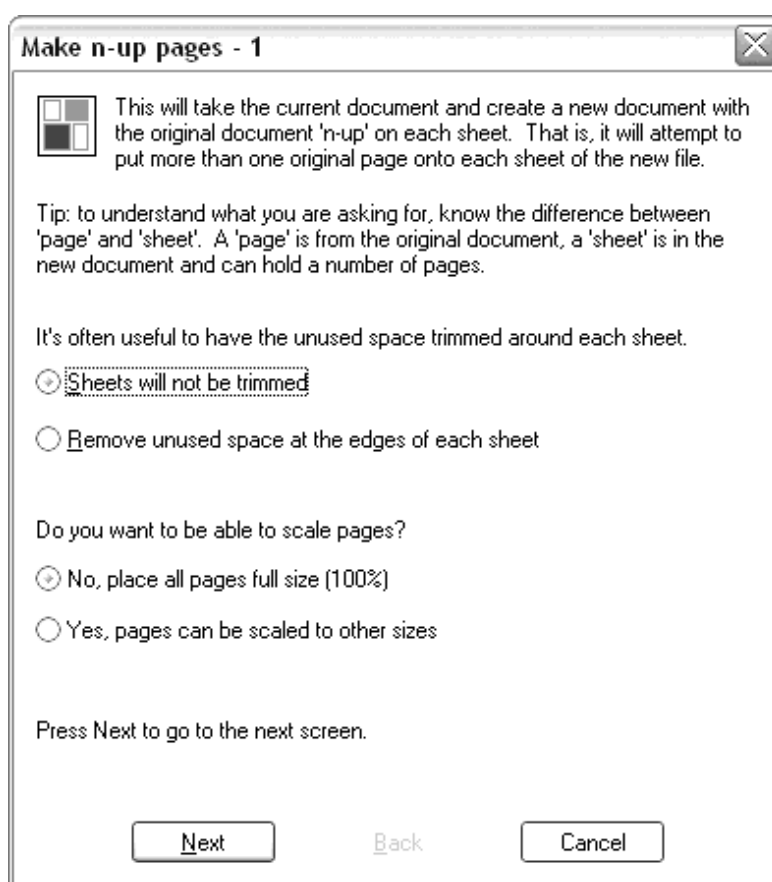 Make n-up pages - 1
This will take the current document and create a new document with
the original document 'n-up' on each sheet.  That is, it will attempt to
put more than one original page onto each sheet of the new file.
Tip: to understand what you are asking for, know the difference between
'page' and 'sheet'.  A 'page' is from the original document, a 'sheet' is in the
new document and can hold a number of pages.
It's often useful to have the unused space trimmed around each sheet.
Sheets will not be trimmed
Remove unused space at the edges of each sheet
Do you want to be able to scale pages?
No, place all pages full size (100%)
Yes, pages can be scaled to other sizes
Press Next to go to the next screen.
Next Back Cancel